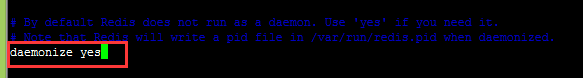 # By default Redis does not run as a daemon. Use 'yes' if you need it.
# Note that Redis will write a pid file in /var/run/redis.pid when daemonized.
daemonize yes